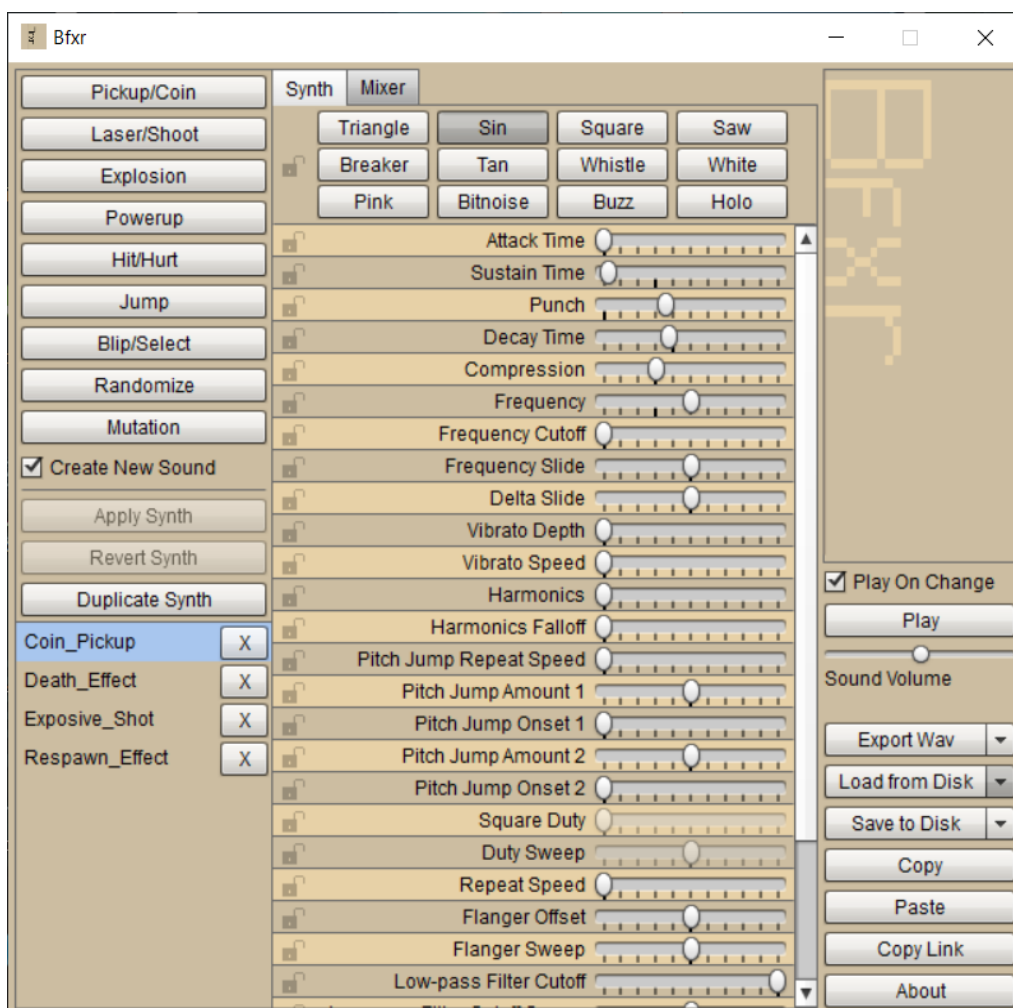 Bfxr
Pickup/Coin
Laser/Shoot
Explosion
Powerup
Hit/Hurt
Jump
Blip/Select
Randomize
Mutation
Create New Sound
Apply Synth
Revert Synth
Duplicate Synth
Coin_Pickup X
Death_Effect X
Exposive_Shot X
Respawn_Effect X
Synth Mixer
Triangle Sin Square Saw
Breaker Tan Whistle White
Pink Bitnoise Buzz Holo
Attack Time
Sustain Time
Punch
Decay Time
Compression
Frequency
Frequency Cutoff
Frequency Slide
Delta Slide
Vibrato Depth
Vibrato Speed
Harmonics
Harmonics Falloff
Pitch Jump Repeat Speed
Pitch Jump Amount 1
Pitch Jump Onset 1
Pitch Jump Amount 2
Pitch Jump Onset 2
Square Duty
Duty Sweep
Repeat Speed
Flanger Offset
Flanger Sweep
Low-pass Filter Cutoff
Bfxr
Play On Change
Play
Sound Volume
Export Wav
Load from Disk
Save to Disk
Copy
Paste
Copy Link
About